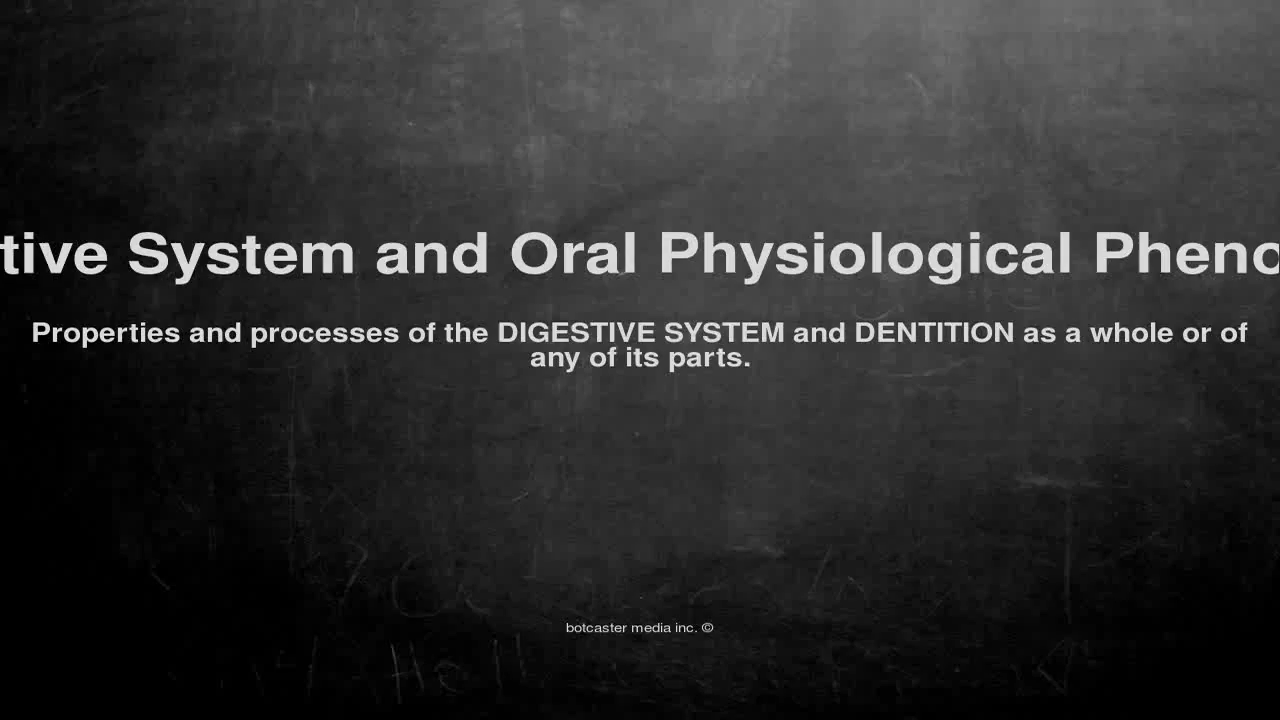 tive System and Oral Physiological Pheno
Properties and processes of the DIGESTIVE SYSTEM and DENTITION as a whole or of
any of its parts.
botcaster media inc. ©